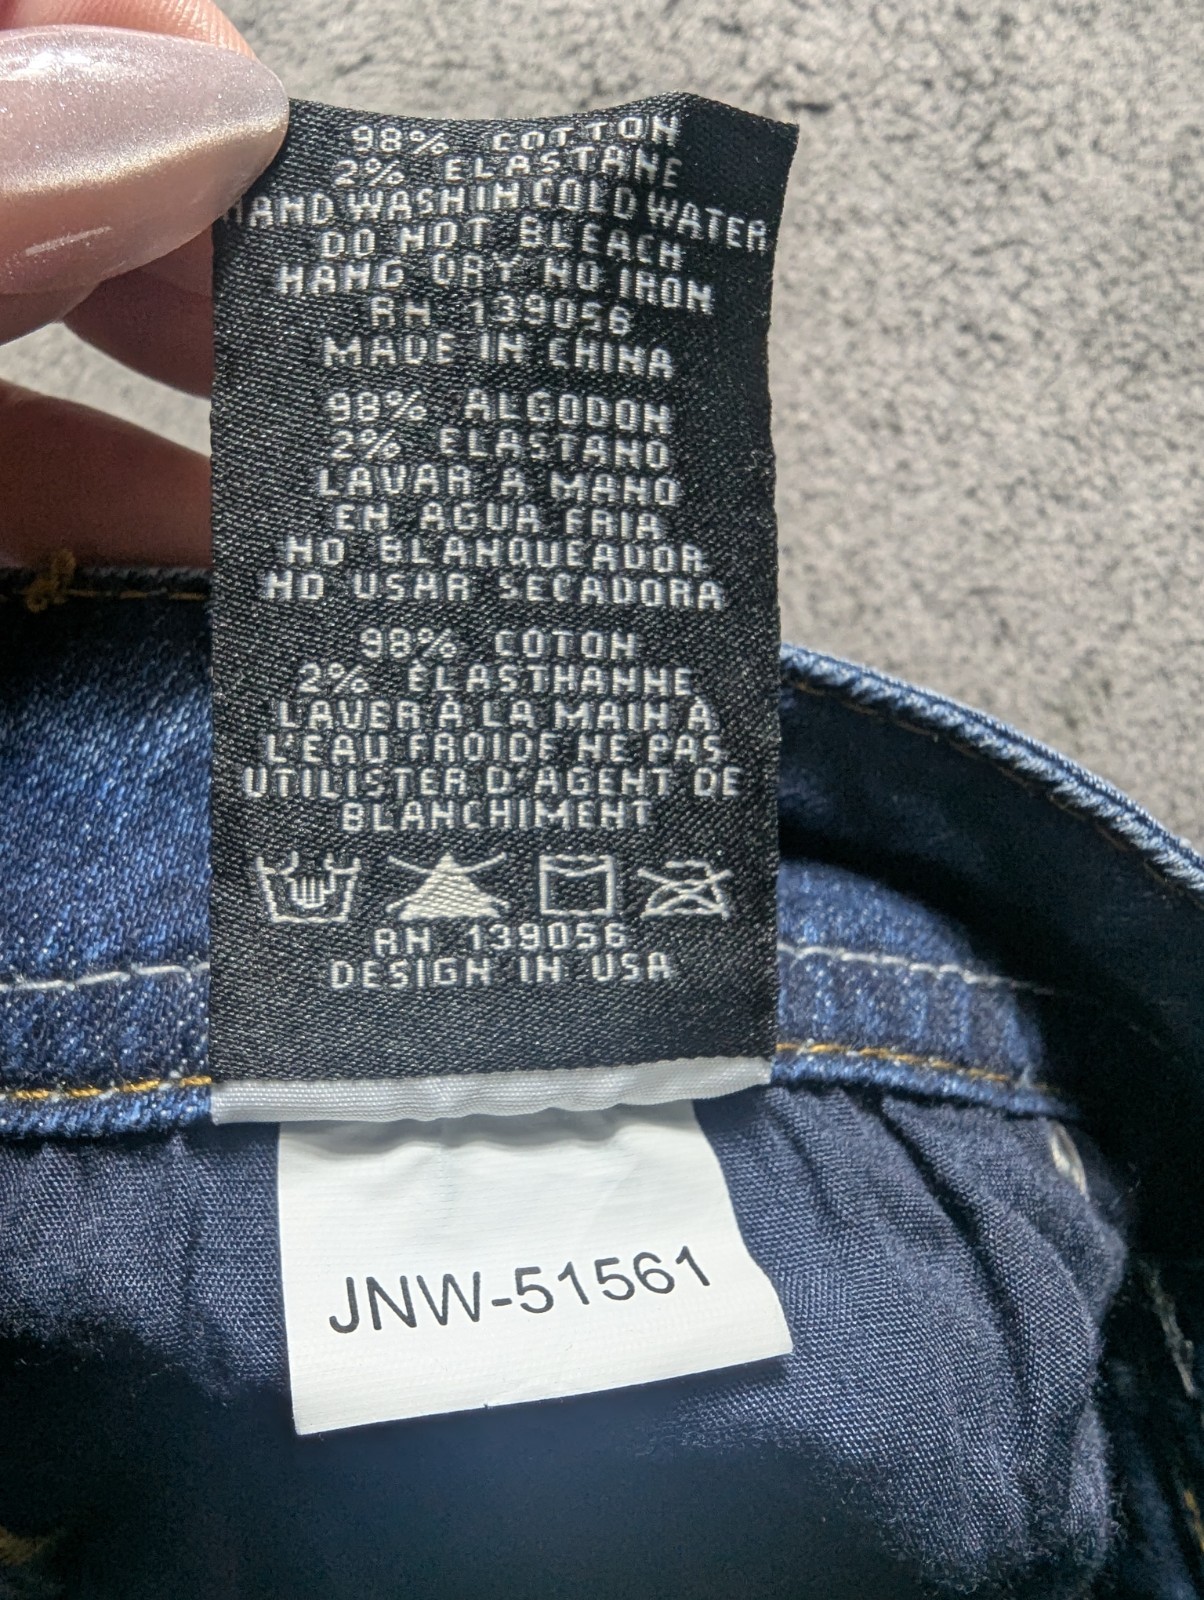 98% COTTON
2% ELASTANE
HAND WASH IN COLD WATER
DO NOT BLEACH
HANG DRY NO IRON
RN 139056
MADE IN CHINA
98% ALGODON
2% ELASTANO
LAVAR A MANO
EN AGUA FRIA
NO BLANQUEADOR
NO USAR SECADORA
98% COTON
2% ÉLASTHANNE
LAVER À LA MAIN À
L'EAU FROIDE NE PAS
UTILISTER D'AGENT DE
BLANCHIMENT
RN 139056
DESIGN IN USA
JNW-51561